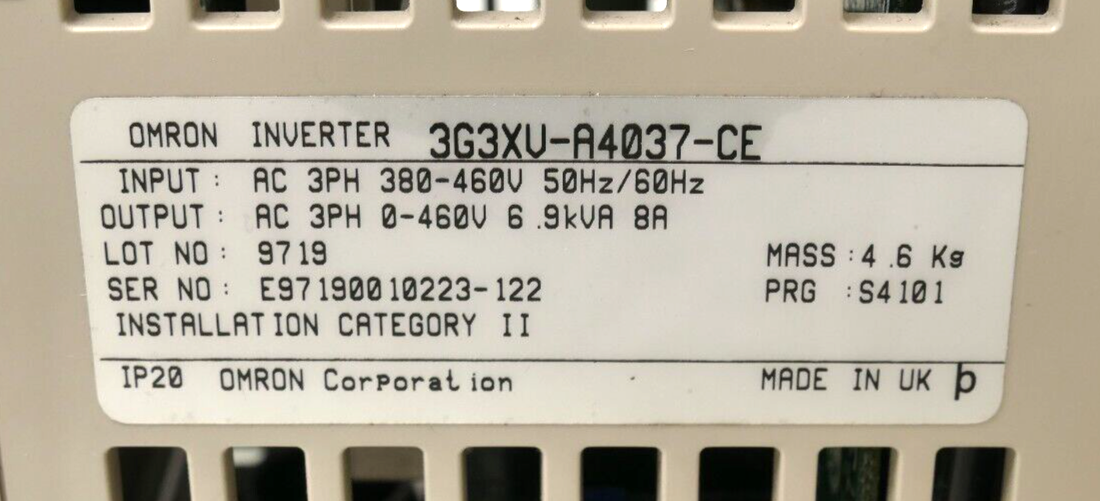 OMRON INVERTER 3G3XV-A4037-CE
INPUT : AC 3PH 380-460V 50Hz/60Hz
OUTPUT : AC 3PH 0-460V 6.9kVA 8A
LOT NO : 9719 MASS : 4.6 Kg
SER NO : E97190010223-122 PRG : S4101
INSTALLATION CATEGORY II
IP20 OMRON Corporation MADE IN UK þ